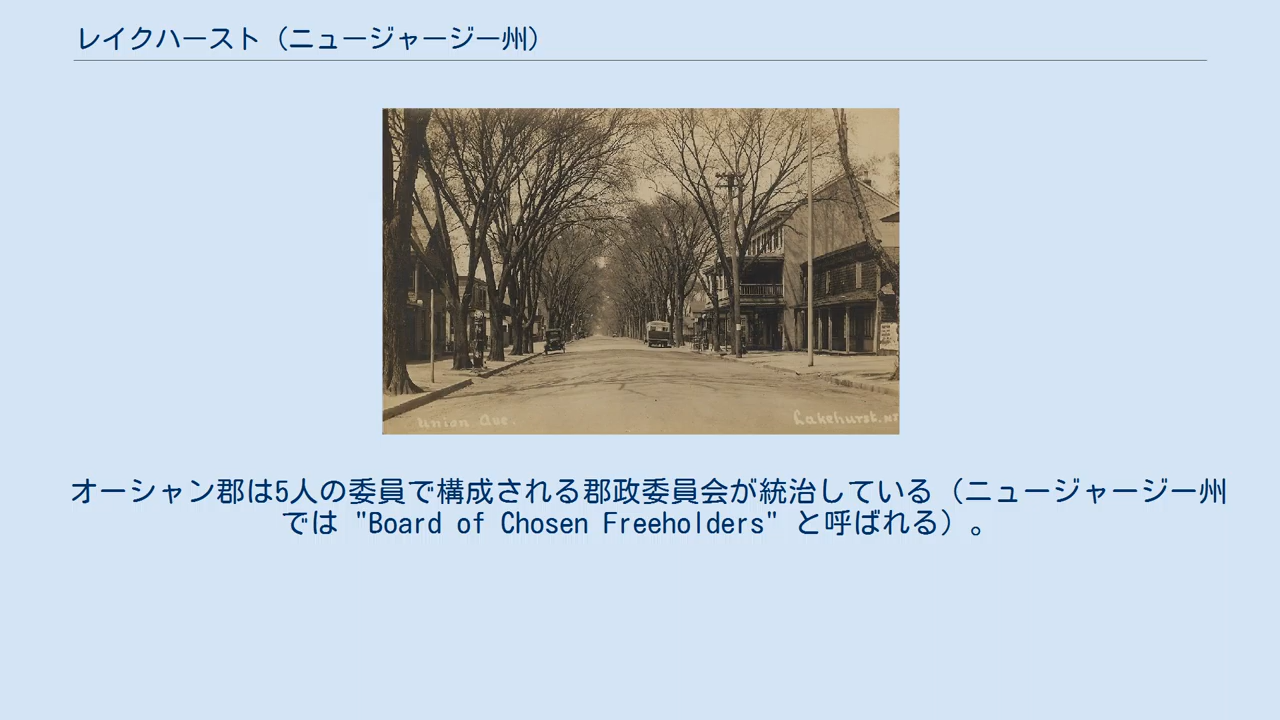 レイクハースト（ニュージャージー州）
Union Ave.
Lakehurst. NJ
オーシャン郡は5人の委員で構成される郡政委員会が統治している（ニュージャージー州
では "Board of Chosen Freeholders" と呼ばれる）。